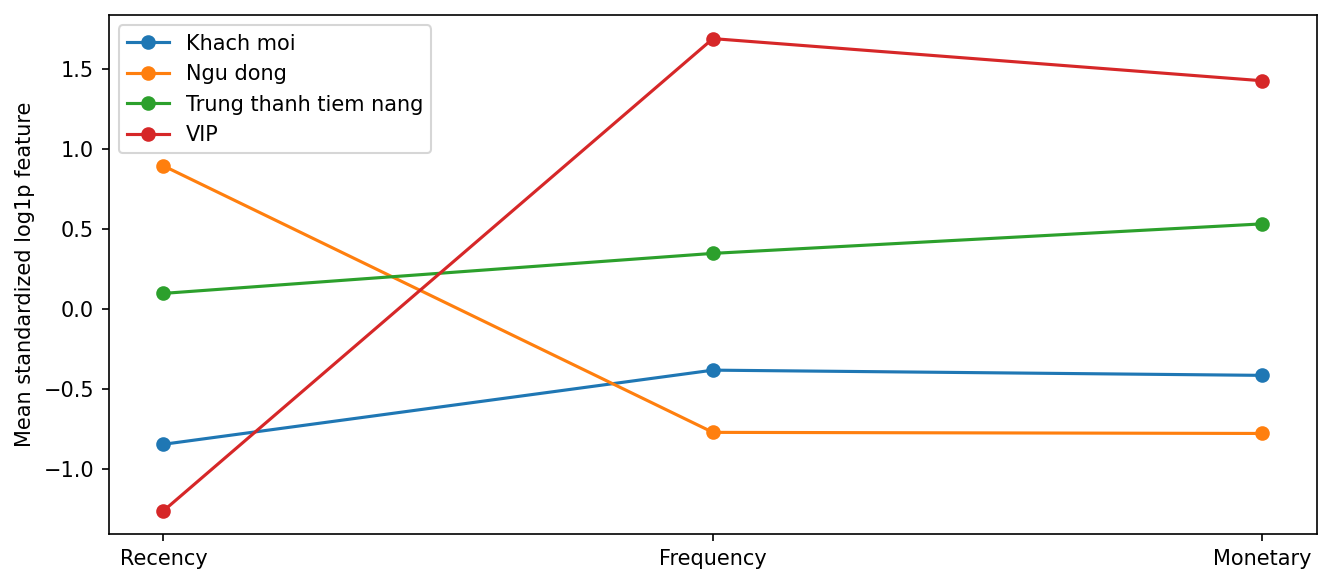 Khach moi
Ngu dong
Trung thanh tiem nang
VIP
Mean standardized log1p feature
1.5
1.0
0.5
0.0
−0.5
−1.0
Recency
Frequency
Monetary